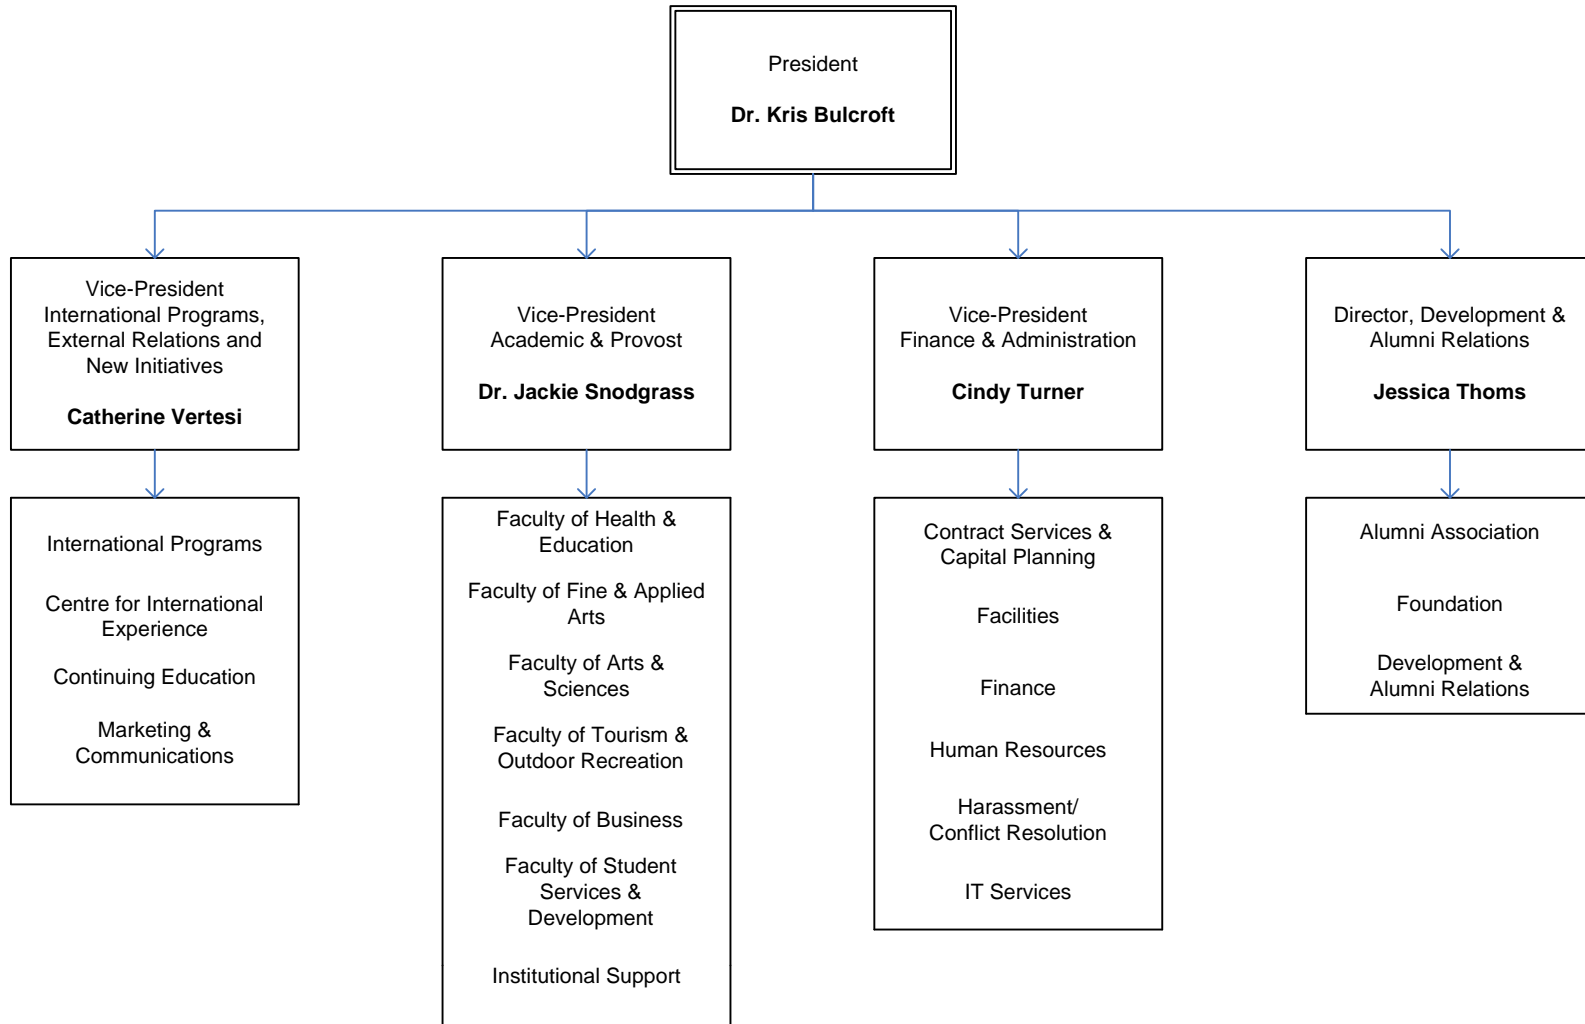 President
Dr. Kris Bulcroft
Vice-President
International Programs,
External Relations and
New Initiatives
Catherine Vertesi
Vice-President
Academic & Provost
Dr. Jackie Snodgrass
Vice-President
Finance & Administration
Cindy Turner
Director, Development &
Alumni Relations
Jessica Thoms
International Programs
Centre for International
Experience
Continuing Education
Marketing &
Communications
Faculty of Health &
Education
Faculty of Fine & Applied
Arts
Faculty of Arts &
Sciences
Faculty of Tourism &
Outdoor Recreation
Faculty of Business
Faculty of Student
Services &
Development
Institutional Support
Contract Services &
Capital Planning
Facilities
Finance
Human Resources
Harassment/
Conflict Resolution
IT Services
Alumni Association
Foundation
Development &
Alumni Relations